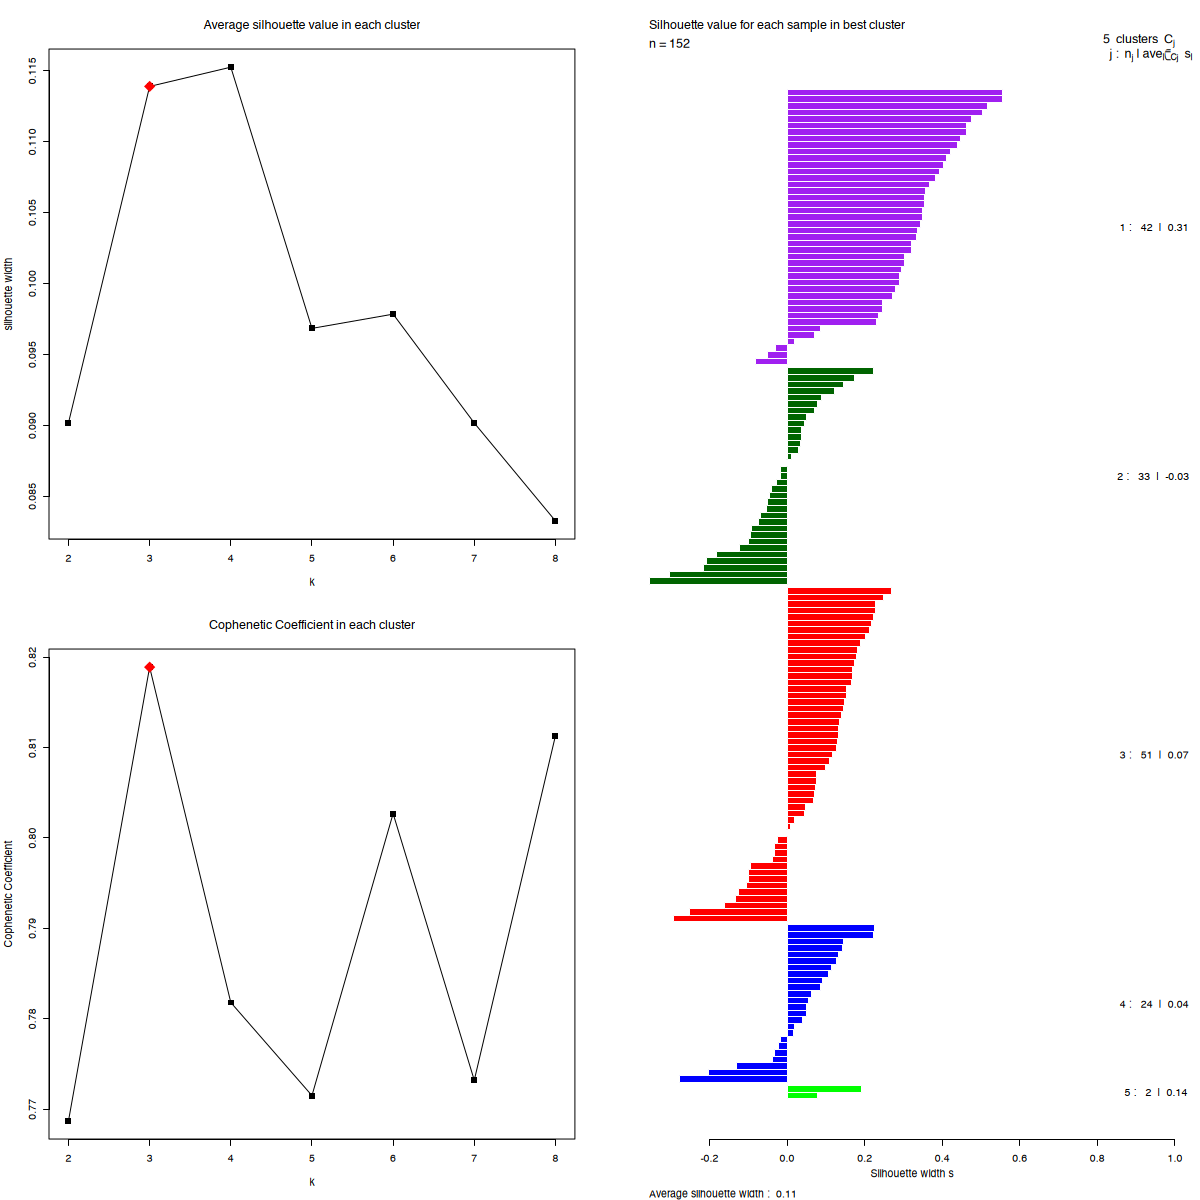 Average silhouette value in each cluster
0.115
0.110
0.105
0.100
0.095
0.090
0.085
silhouette width
2 3 4 5 6 7 8
k
Cophenetic Coefficient in each cluster
0.82
0.81
0.80
0.79
0.78
0.77
Cophenetic Coefficient
2 3 4 5 6 7 8
k
Silhouette value for each sample in best cluster
n = 152
5 clusters Cj
j : nj | avei∈Cj si
1 : 42 | 0.31
2 : 33 | -0.03
3 : 51 | 0.07
4 : 24 | 0.04
5 : 2 | 0.14
-0.2 0.0 0.2 0.4 0.6 0.8 1.0
Silhouette width s
Average silhouette width : 0.11